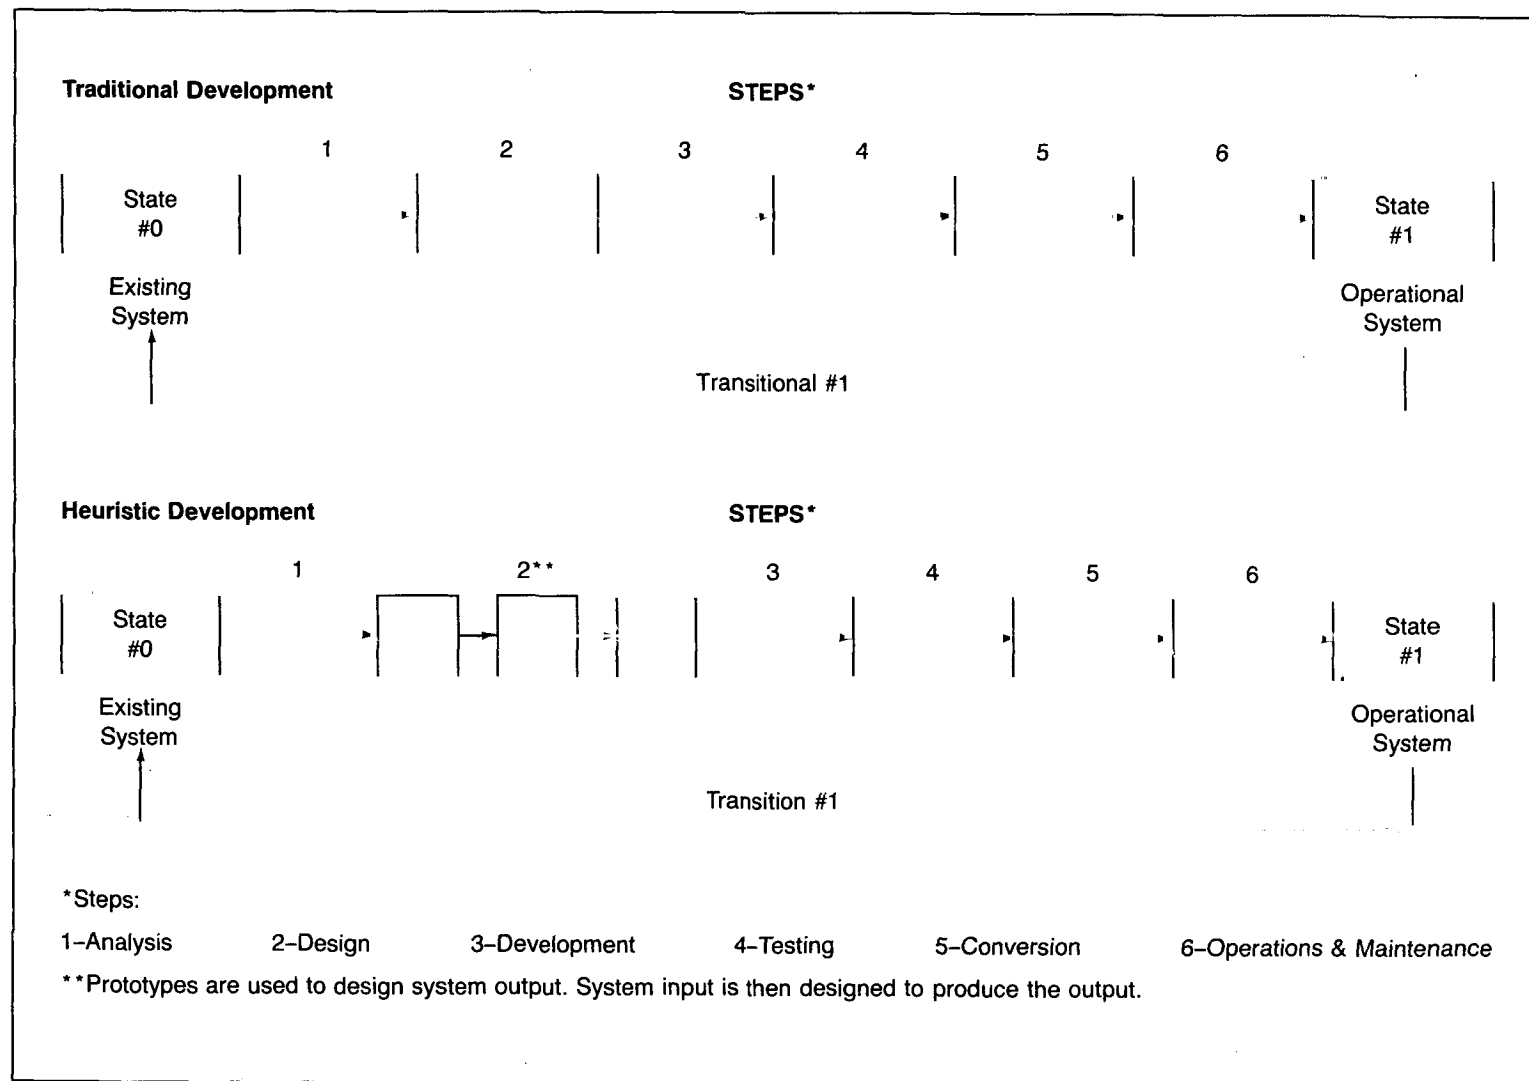 Traditional Development STEPS*
1 2 3 4 5 6
State
#0
State
#1
Existing
System
Operational
System
Transitional #1
Heuristic Development STEPS*
1 2** 3 4 5 6
State
#0
State
#1
Existing
System
Operational
System
Transition #1
*Steps:
1–Analysis 2–Design 3–Development 4–Testing 5–Conversion 6–Operations & Maintenance
**Prototypes are used to design system output. System input is then designed to produce the output.